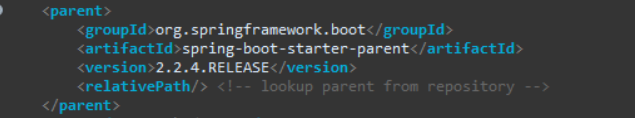 <parent>
<groupId>org.springframework.boot</groupId>
<artifactId>spring-boot-starter-parent</artifactId>
<version>2.2.4.RELEASE</version>
<relativePath/> <!-- lookup parent from repository -->
</parent>